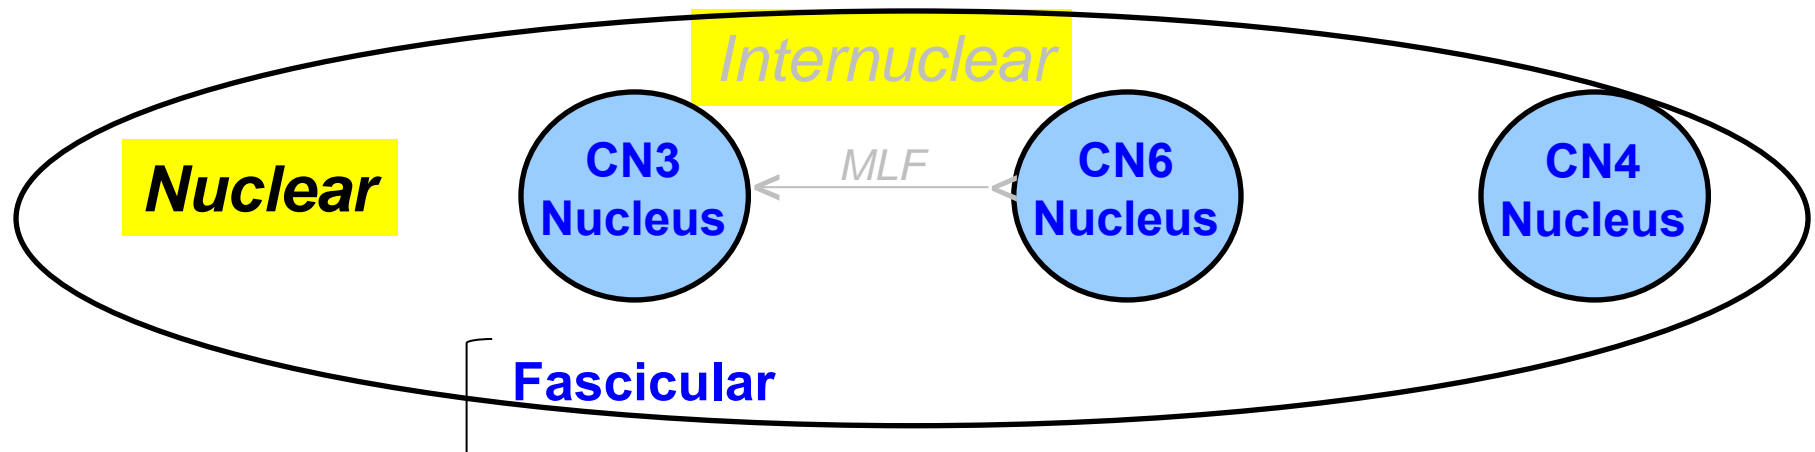 Internuclear
Nuclear
CN3
Nucleus
MLF
CN6
Nucleus
CN4
Nucleus
Fascicular